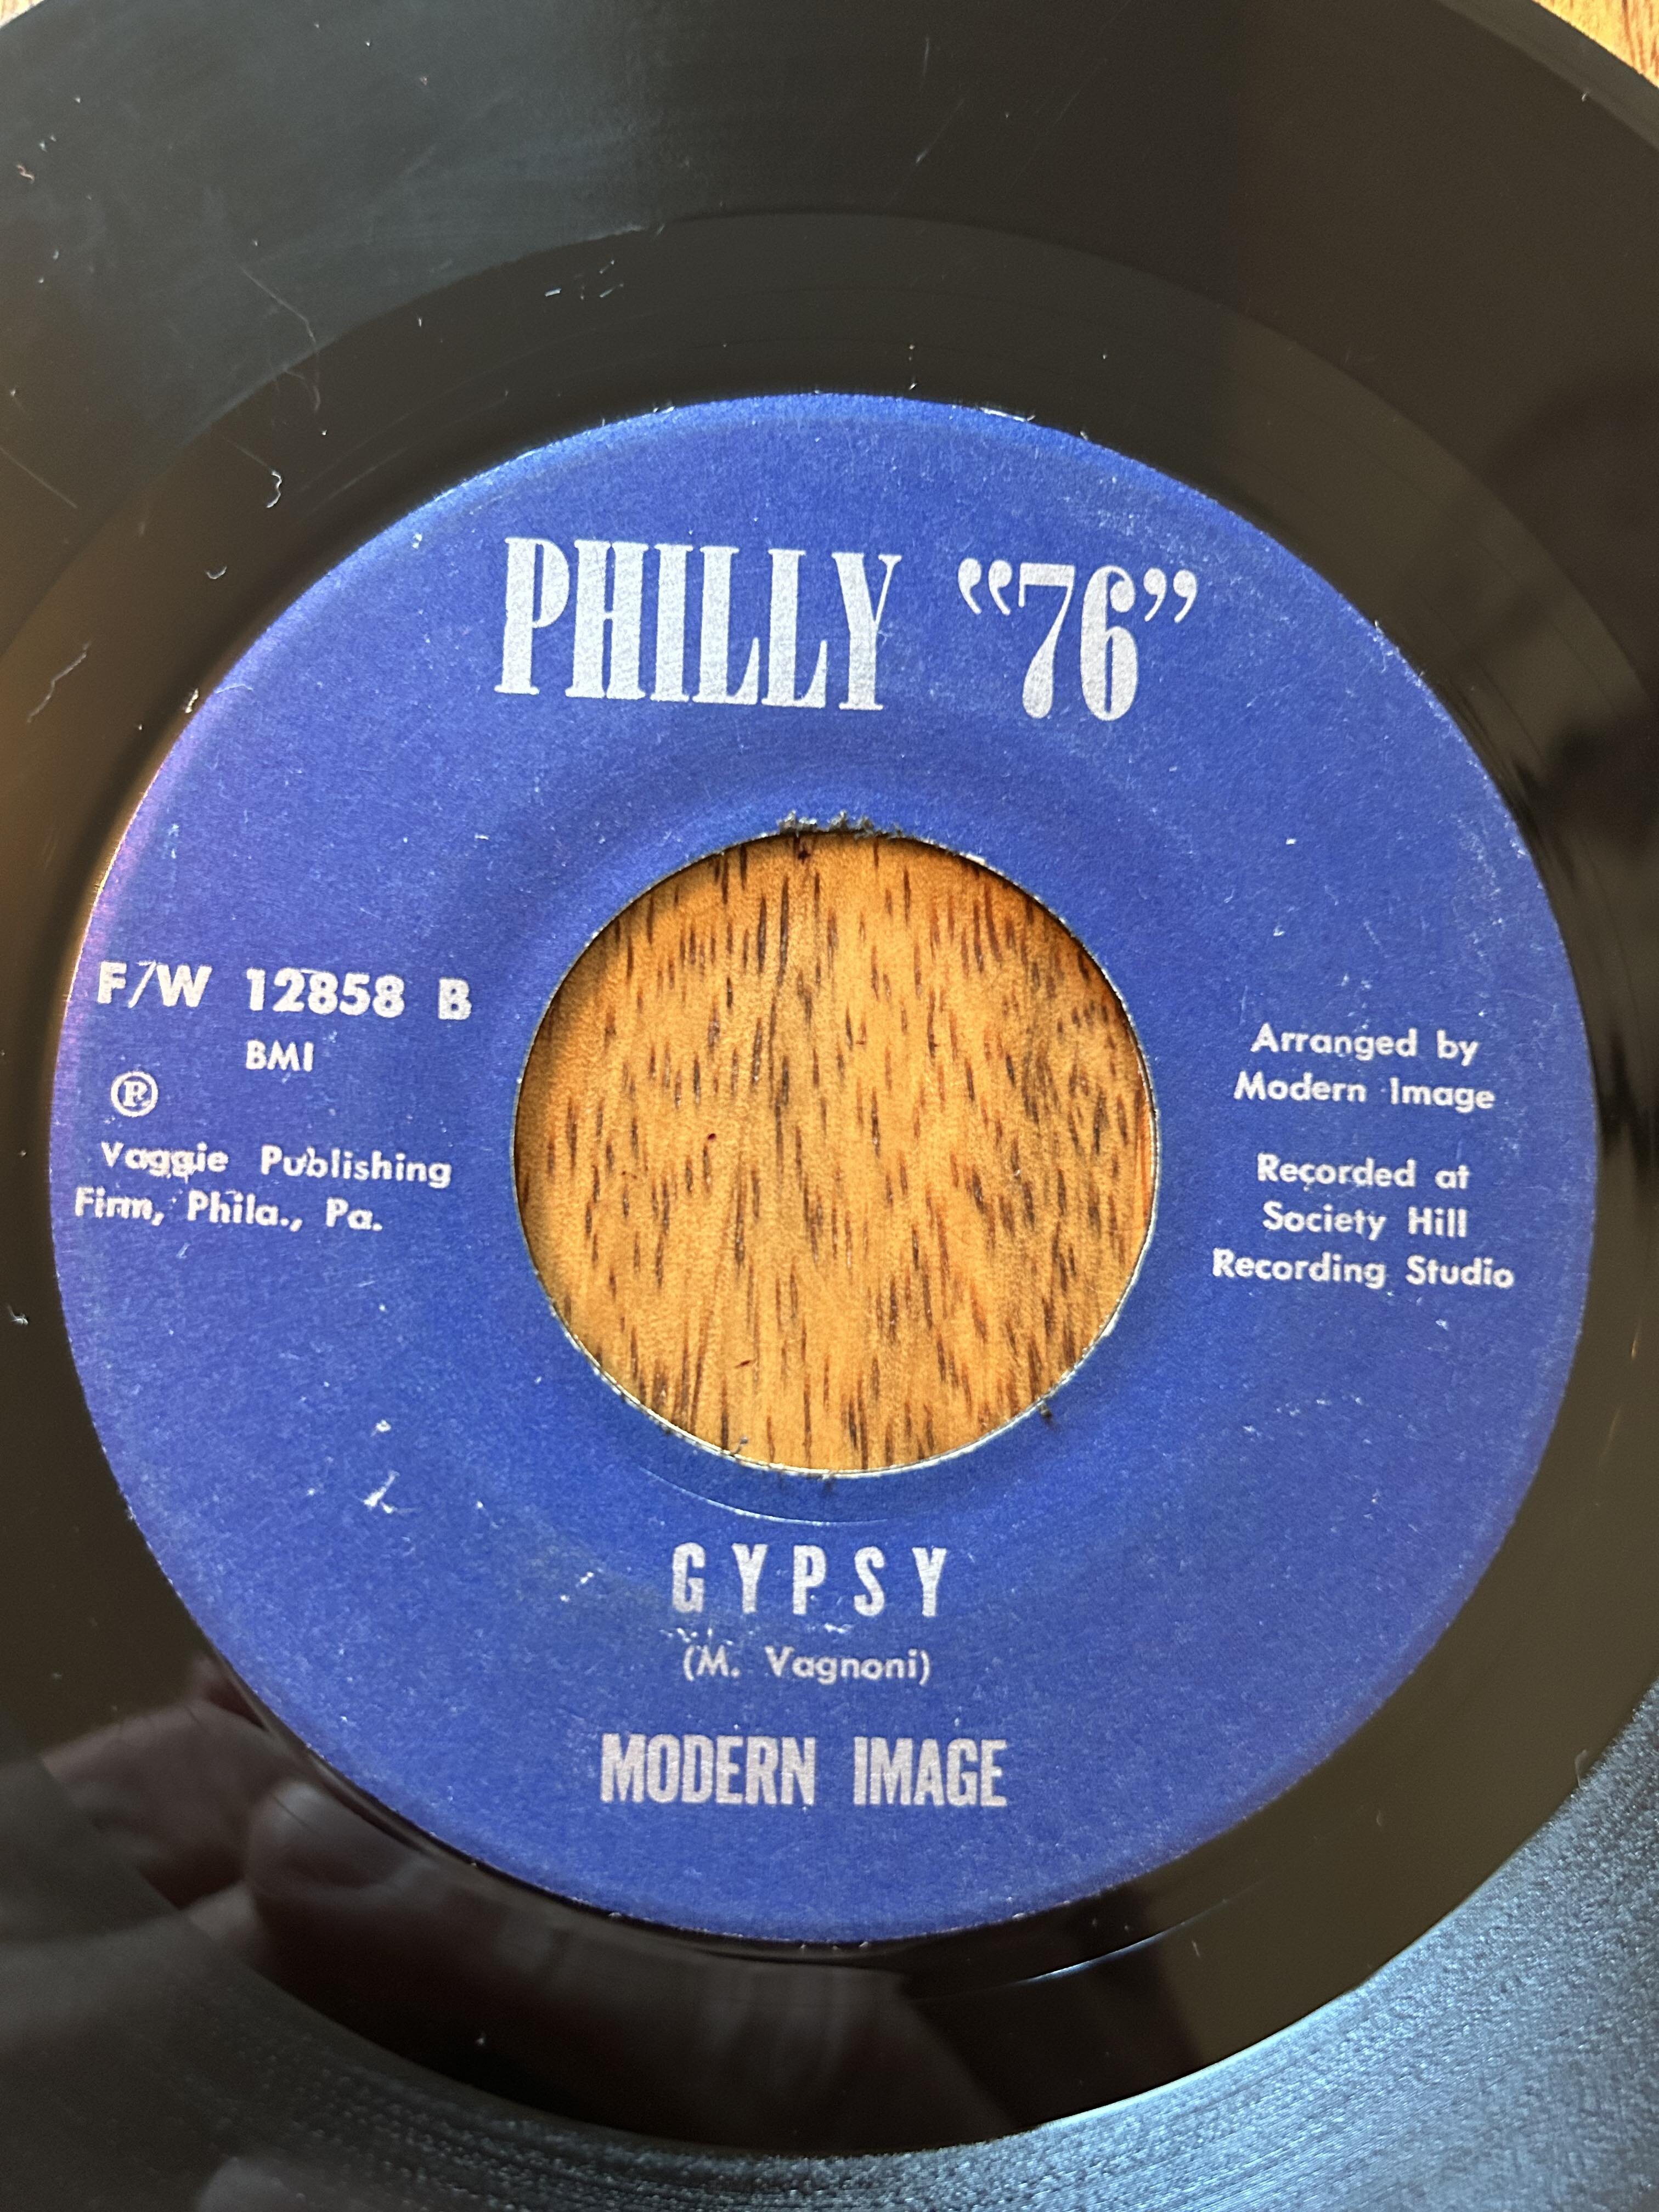 PHILLY “76”
F/W 12858 B
BMI
Ⓡ
Vaggie Publishing
Firm, Phila., Pa.
Arranged by
Modern Image
Recorded at
Society Hill
Recording Studio
GYPSY
(M. Vagnoni)
MODERN IMAGE